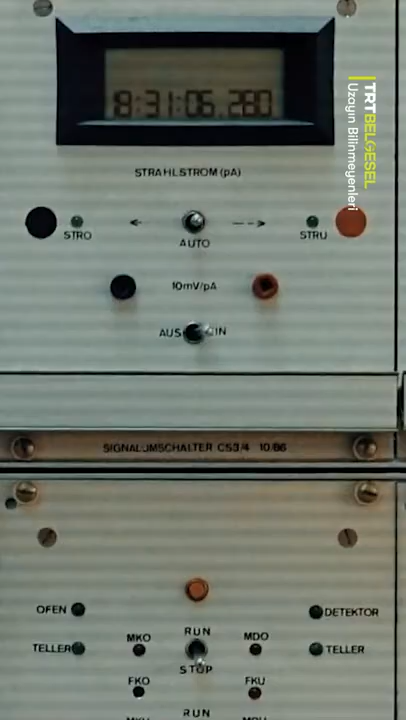 8:31:06.280
TRT BELGESEL
Uzayın Bilinmeyenleri
STRAHLSTROM (pA)
STRO
AUTO
STRU
10mV/pA
AUS
EIN
SIGNALUMSCHALTER CS3/4 10/86
OFEN
DETEKTOR
TELLER
MKO
RUN
MDO
TELLER
STOP
FKO
FKU
RUN